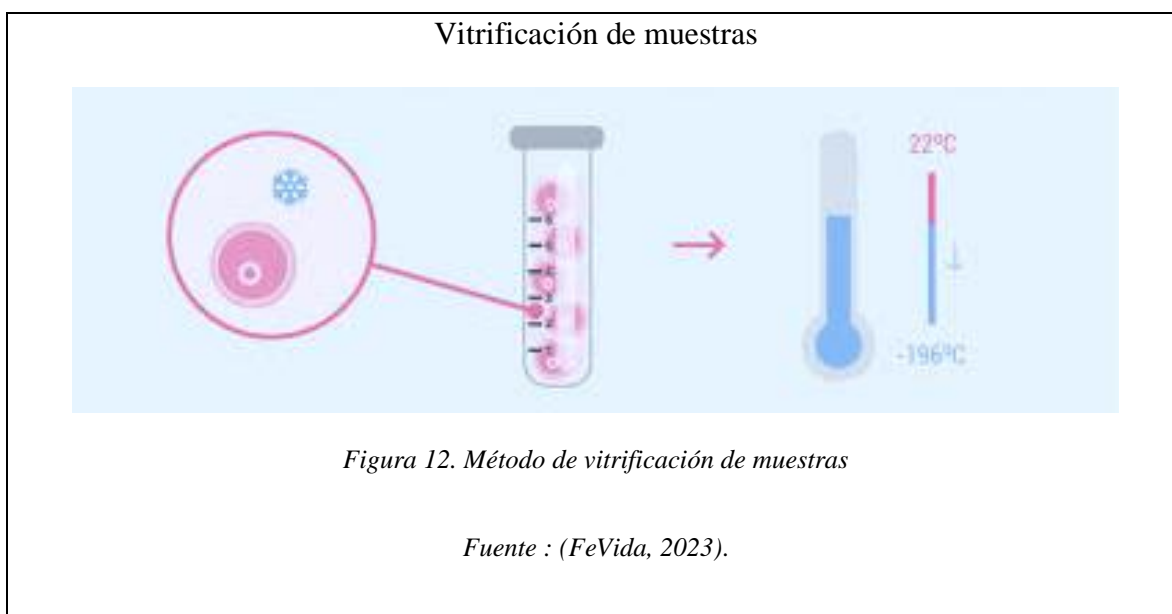 Vitrificación de muestras
22ºC
-196ºC
Figura 12. Método de vitrificación de muestras
Fuente : (FeVida, 2023).